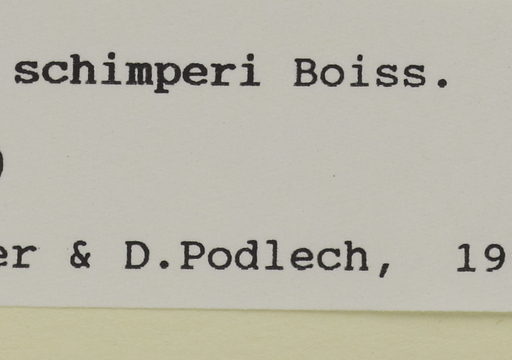 schimperi Boiss.
)
er & D.Podlech, 19